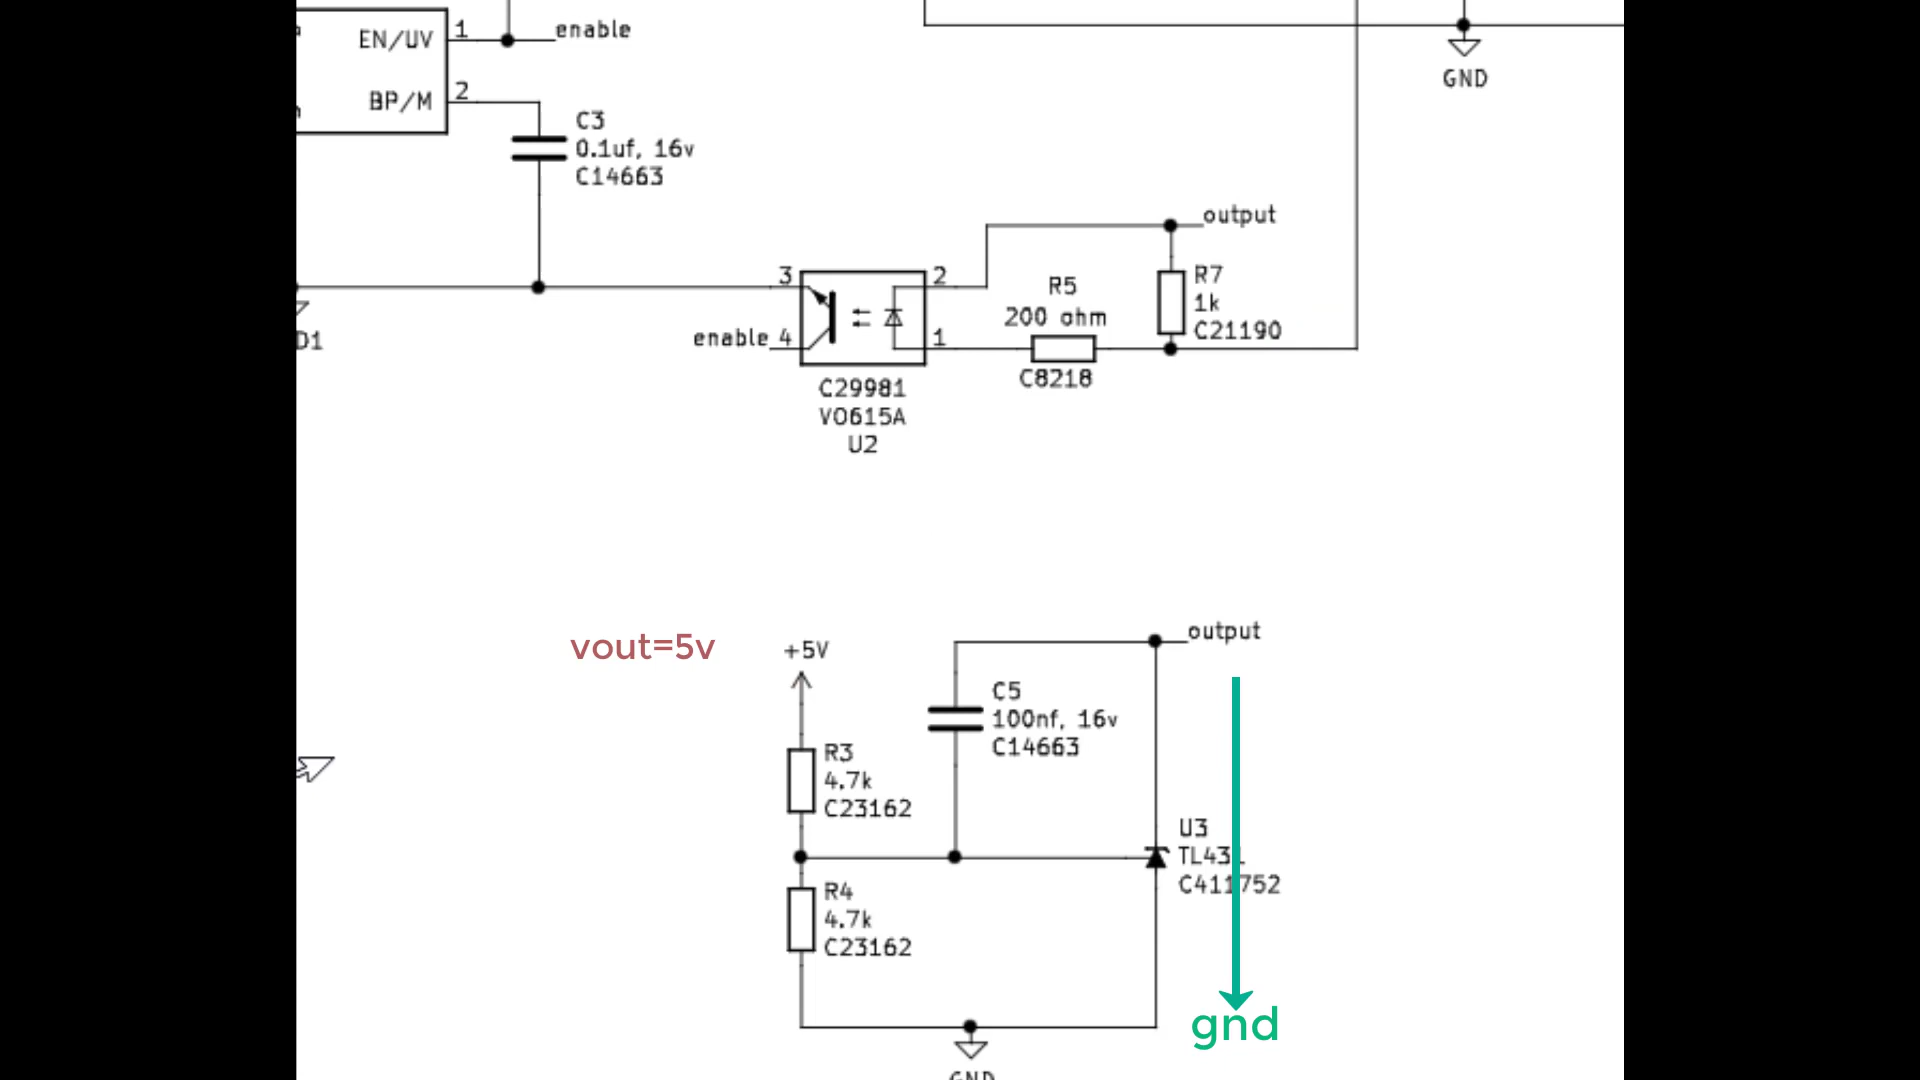 EN/UV
1
enable
BP/M
2
C3
0.1uf, 16v
C14663
GND
output
3
2
R5
200 ohm
R7
1k
C21190
enable 4
1
C8218
D1
C29981
VO615A
U2
vout=5v
+5V
output
C5
100nf, 16v
C14663
R3
4.7k
C23162
U3
TL431
C411752
R4
4.7k
C23162
gnd
GND